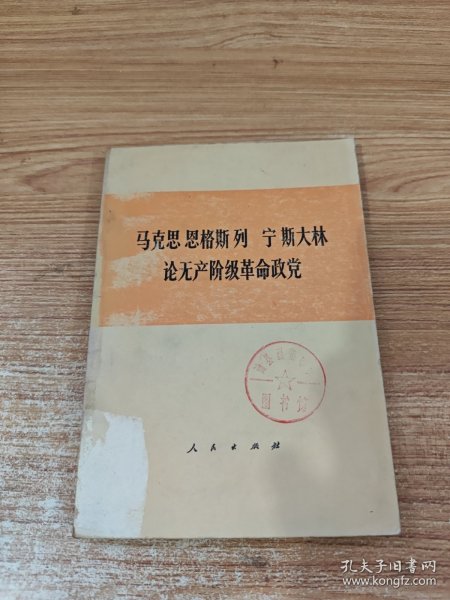 马克思 恩格斯 列 宁 斯大林
论无产阶级革命政党
图书馆
人民出版社
孔夫子旧书网
www.kongfz.com